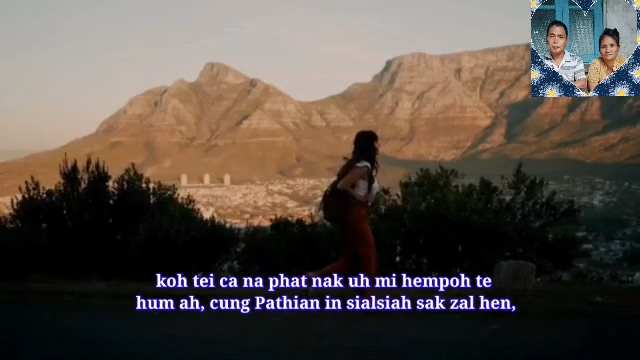 koh tei ca na phat nak uh mi hempoh te
hum ah, cung Pathian in sialsiah sak zal hen,